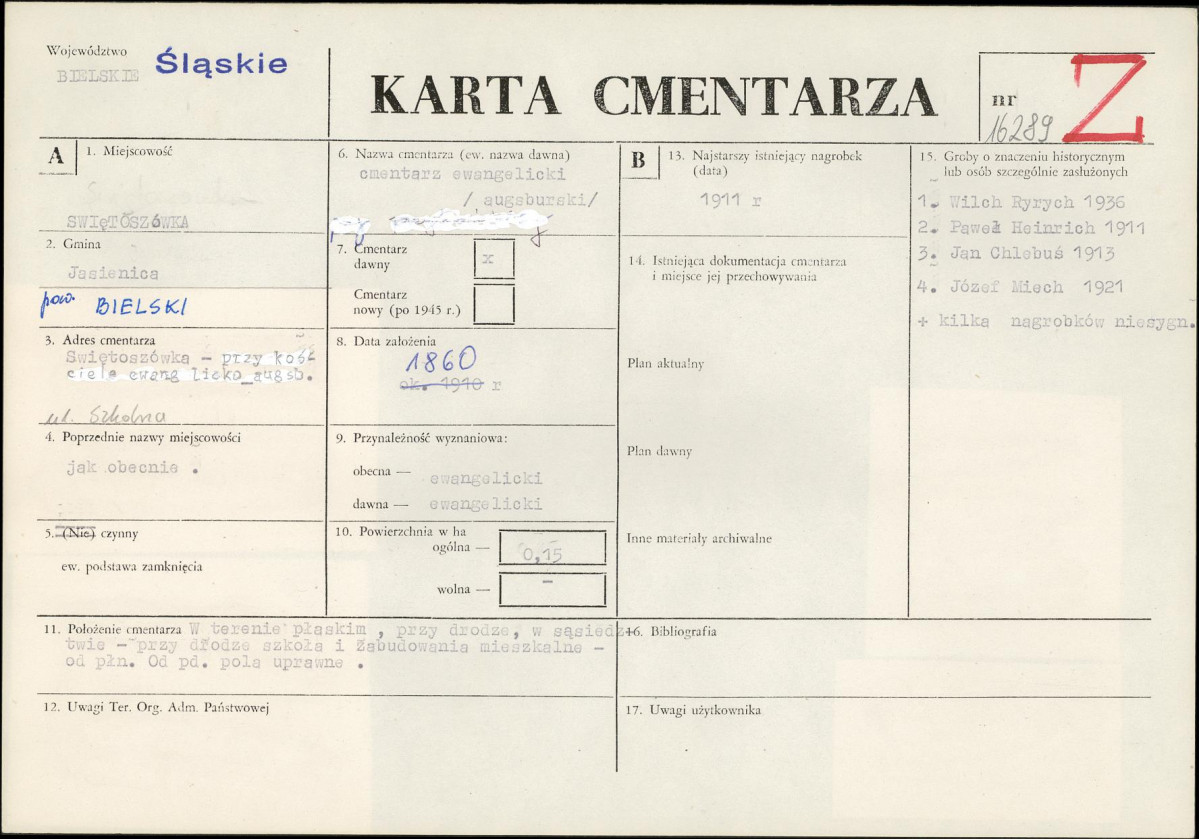 Województwo
BIELSKIE Śląskie
KARTA CMENTARZA
nr
16289 Z
A 1. Miejscowość
ŚWIĘTOSZÓWKA
2. Gmina
Jasienica
pow. BIELSKI
3. Adres cmentarza
Świętoszówka - przy koś
ciele ewang licko_augsb.
ul. Szkolna
4. Poprzednie nazwy miejscowości
jak obecnie .
5. (Nie) czynny
ew. podstawa zamknięcia
6. Nazwa cmentarza (ew. nazwa dawna)
cmentarz ewangelicki
/ augsburski/
7. Cmentarz
dawny x
Cmentarz
nowy (po 1945 r.)
8. Data założenia
1860
ok. 1910 r
9. Przynależność wyznaniowa:
obecna — ewangelicki
dawna — ewangelicki
10. Powierzchnia w ha
ogólna — 0,15
wolna — -
B 13. Najstarszy istniejący nagrobek
(data)
1911 r
14. Istniejąca dokumentacja cmentarza
i miejsce jej przechowywania
Plan aktualny
Plan dawny
Inne materiały archiwalne
15. Groby o znaczeniu historycznym
lub osób szczególnie zasłużonych
1. Wilch Ryrych 1936
2. Paweł Heinrich 1911
3. Jan Chlebuś 1913
4. Józef Miech 1921
+ kilka nagrobków niesygn.
11. Położenie cmentarza W terenie płaskim , przy drodze, w sąsiedz
twie - przy drodze szkoła i zabudowania mieszkalne -
od płn. Od pd. pola uprawne .
12. Uwagi Ter. Org. Adm. Państwowej
16. Bibliografia
17. Uwagi użytkownika